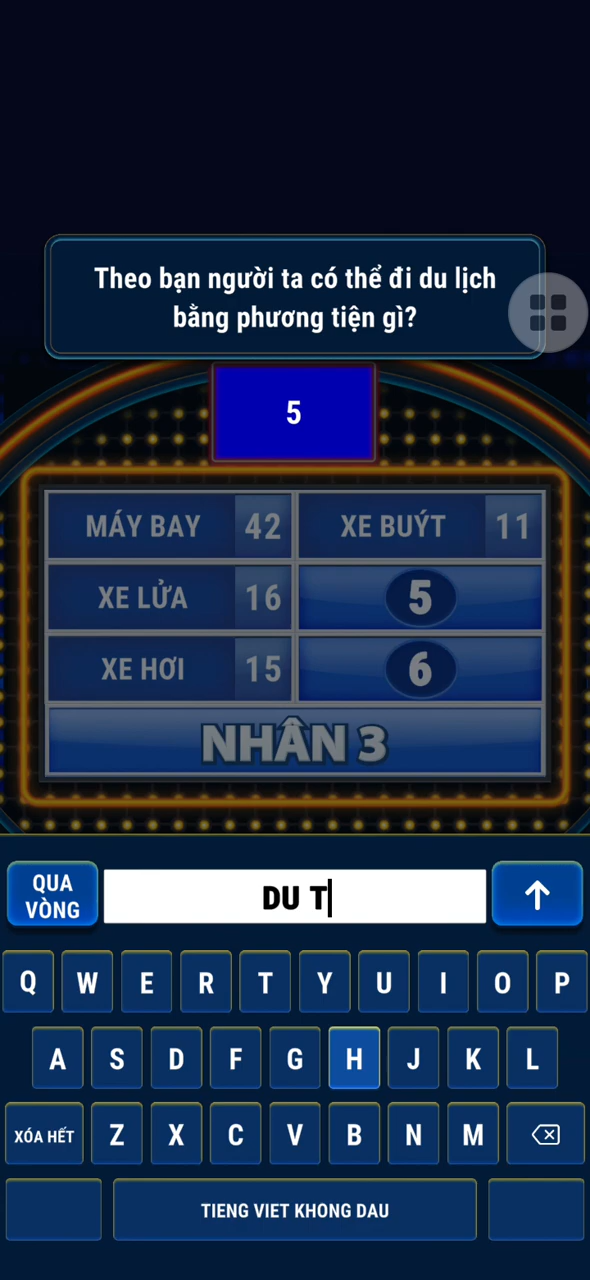 Theo bạn người ta có thể đi du lịch
bằng phương tiện gì?
5
MÁY BAY 42
XE BUÝT 11
XE LỬA 16
5
XE HƠI 15
6
NHÂN 3
QUA
VÒNG
DU T
Q W E R T Y U I O P
A S D F G H J K L
XÓA HẾT Z X C V B N M
TIENG VIET KHONG DAU